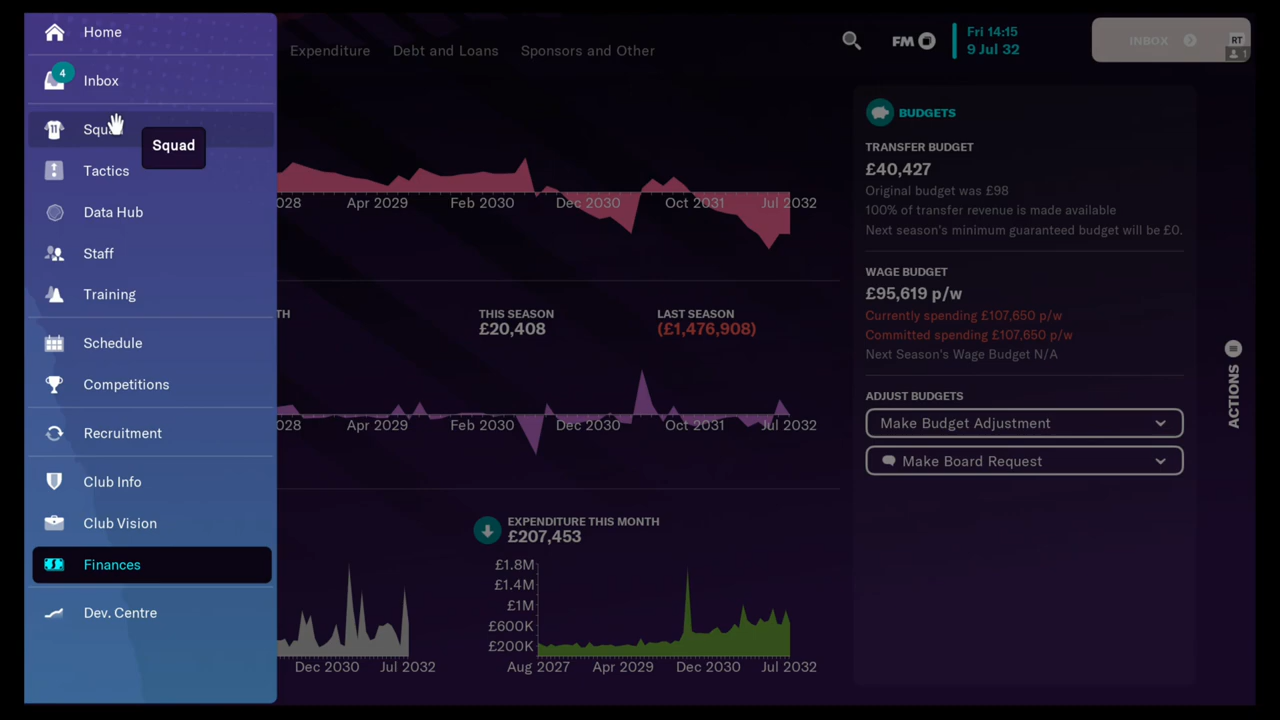 Home
4
Inbox
Squad
Squad
Tactics
Data Hub
Staff
Training
Schedule
Competitions
Recruitment
Club Info
Club Vision
Finances
Dev. Centre
Expenditure
Debt and Loans
Sponsors and Other
FM
Fri 14:15
9 Jul 32
INBOX
RT
1
028
Apr 2029
Feb 2030
Dec 2030
Oct 2031
Jul 2032
TH
THIS SEASON
£20,408
LAST SEASON
(£1,476,908)
028
Apr 2029
Feb 2030
Dec 2030
Oct 2031
Jul 2032
Dec 2030
Jul 2032
EXPENDITURE THIS MONTH
£207,453
£1.8M
£1.4M
£1M
£600K
£200K
Aug 2027
Apr 2029
Dec 2030
Jul 2032
BUDGETS
TRANSFER BUDGET
£40,427
Original budget was £98
100% of transfer revenue is made available
Next season's minimum guaranteed budget will be £0.
WAGE BUDGET
£95,619 p/w
Currently spending £107,650 p/w
Committed spending £107,650 p/w
Next Season's Wage Budget N/A
ADJUST BUDGETS
Make Budget Adjustment
Make Board Request
ACTIONS